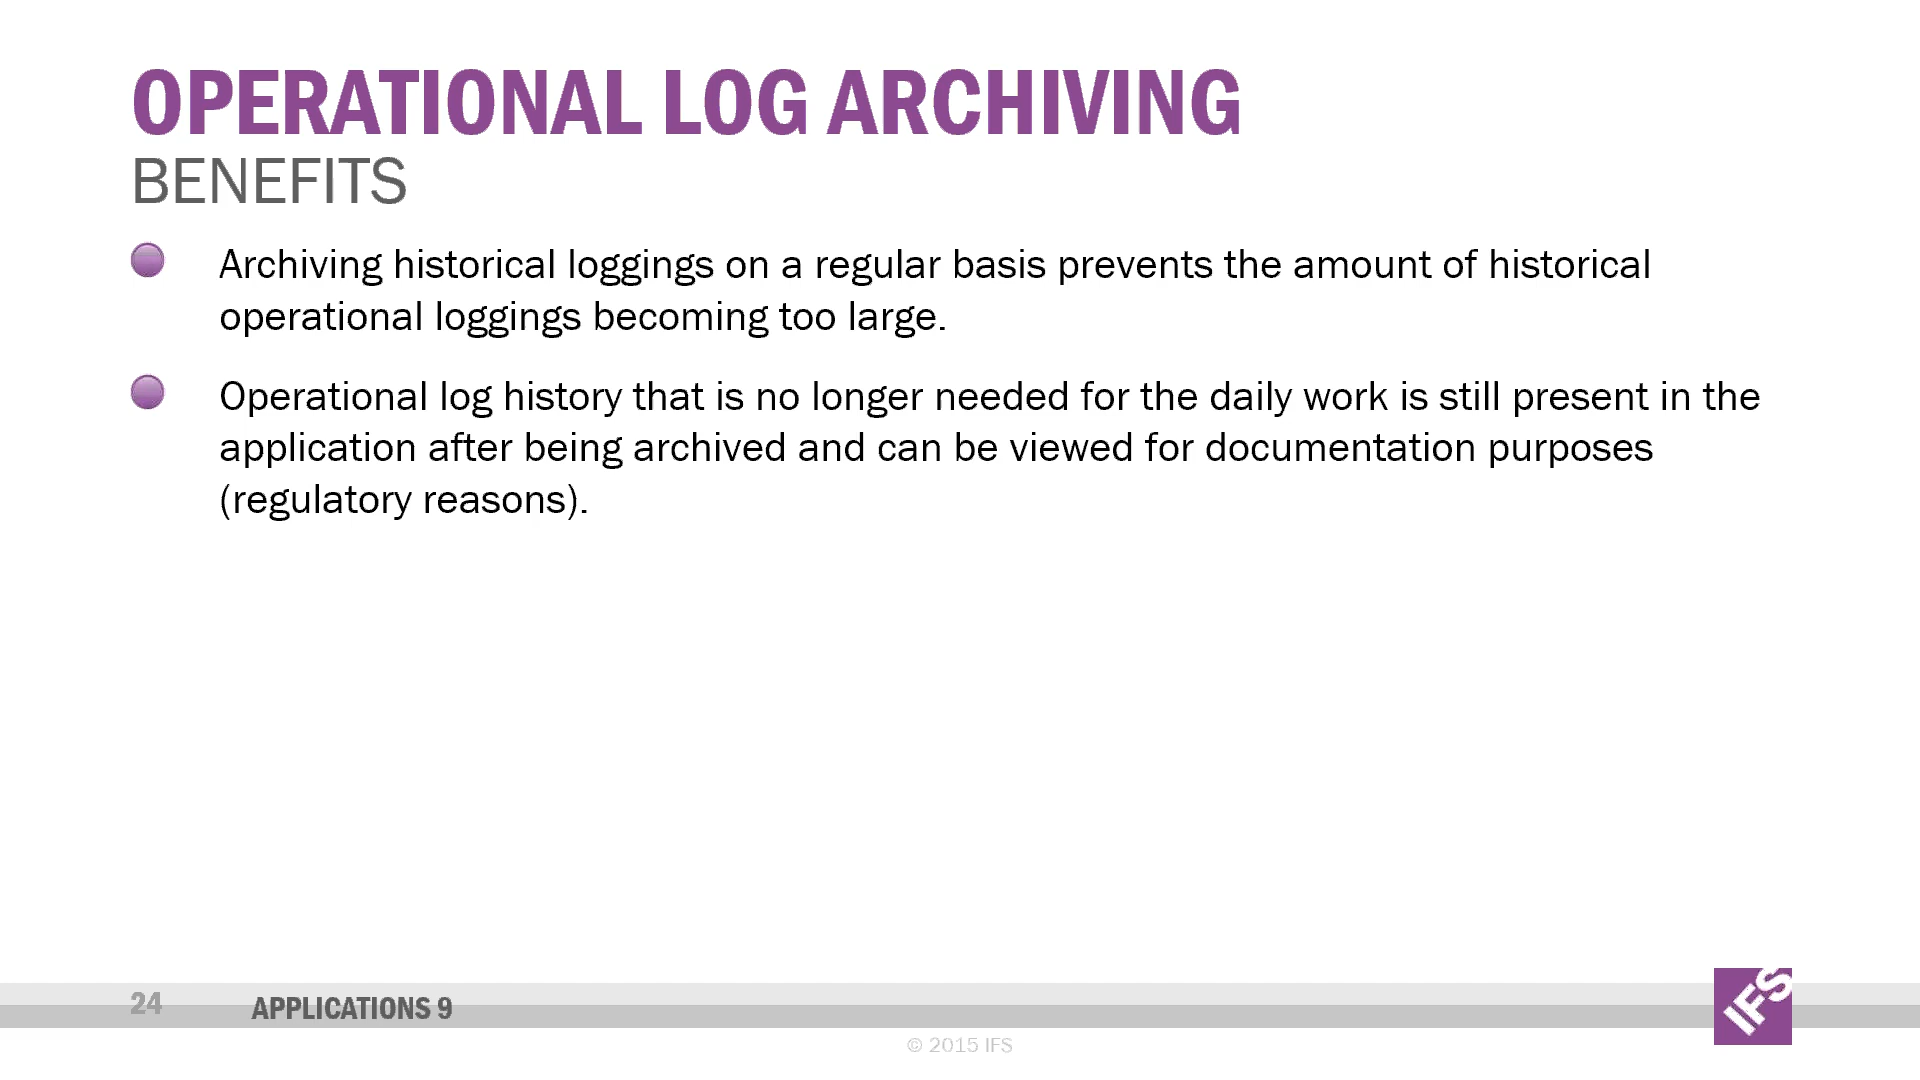 OPERATIONAL LOG ARCHIVING
BENEFITS
Archiving historical loggings on a regular basis prevents the amount of historical
operational loggings becoming too large.
Operational log history that is no longer needed for the daily work is still present in the
application after being archived and can be viewed for documentation purposes
(regulatory reasons).
24 APPLICATIONS 9
IFS
© 2015 IFS